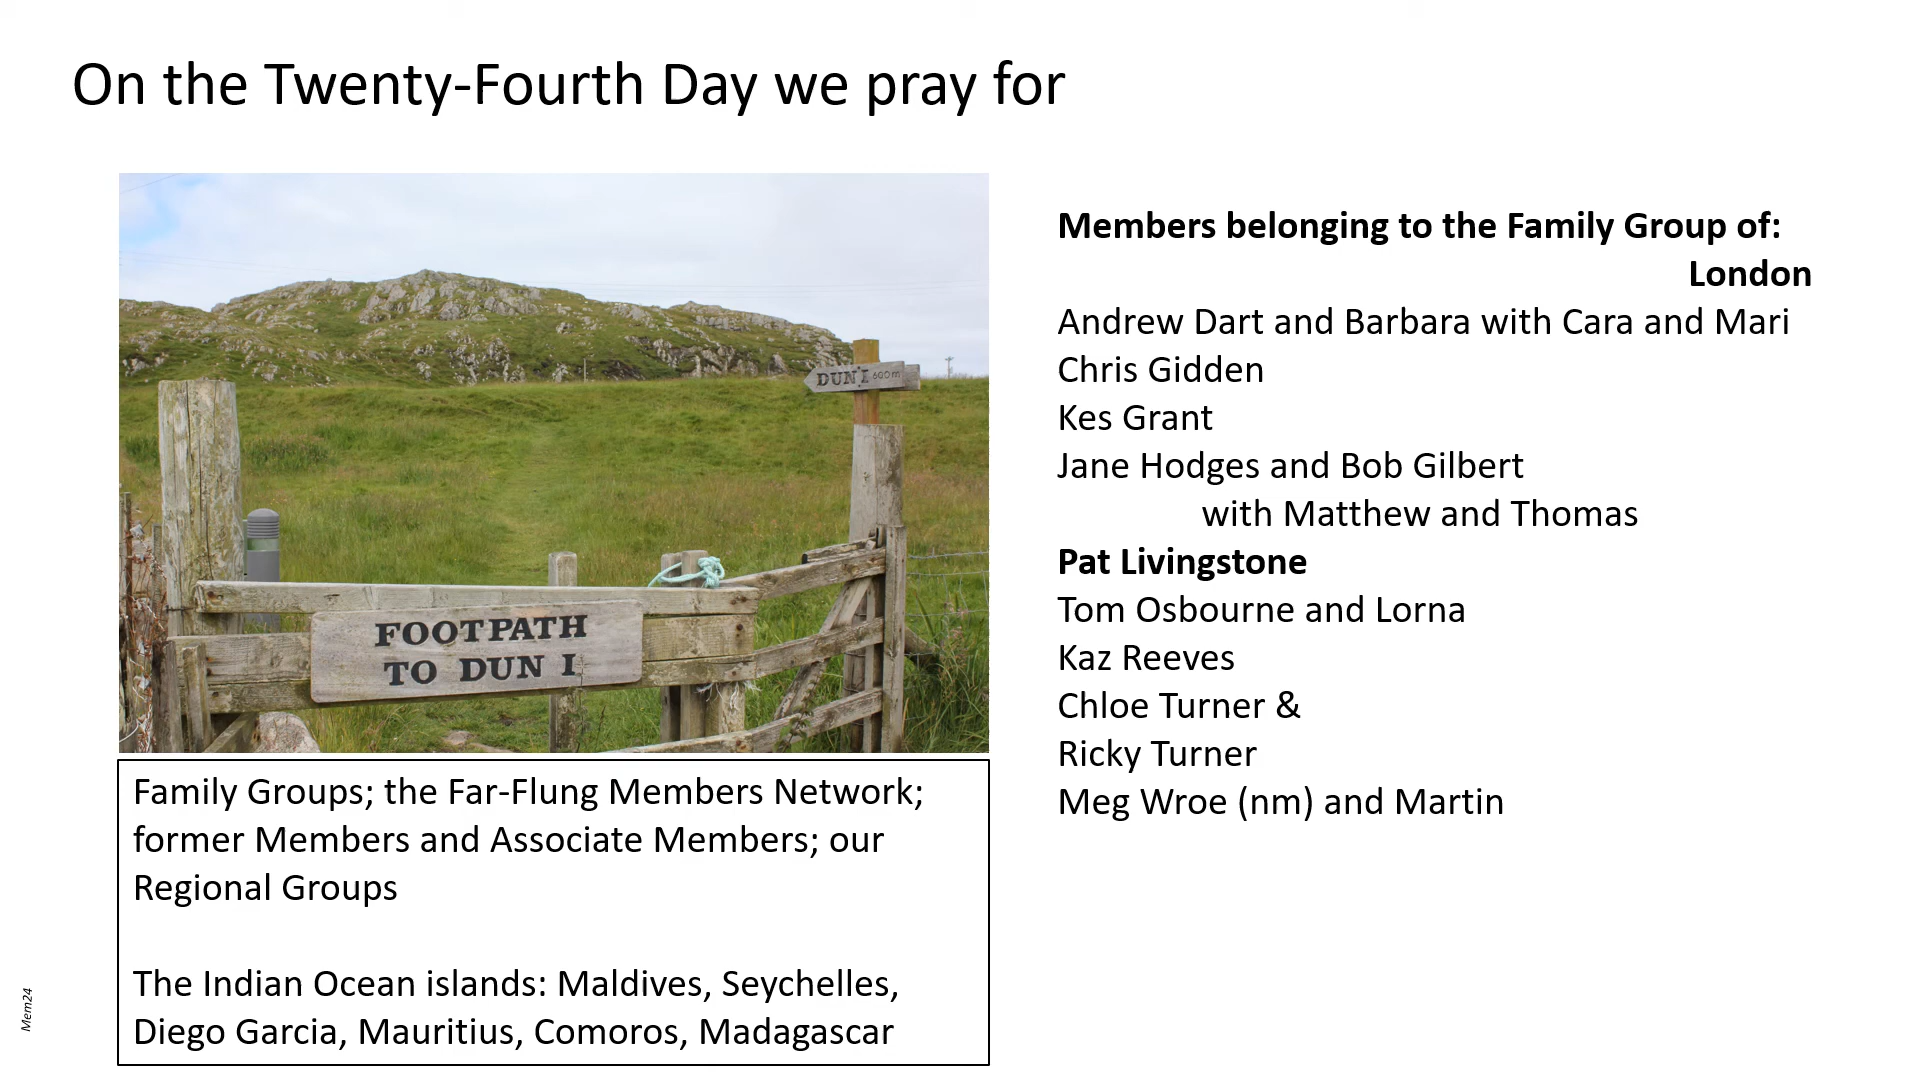 On the Twenty-Fourth Day we pray for
DUN I 600m
FOOTPATH
TO DUN I
Family Groups; the Far-Flung Members Network;
former Members and Associate Members; our
Regional Groups
The Indian Ocean islands: Maldives, Seychelles,
Diego Garcia, Mauritius, Comoros, Madagascar
Members belonging to the Family Group of:
London
Andrew Dart and Barbara with Cara and Mari
Chris Gidden
Kes Grant
Jane Hodges and Bob Gilbert
with Matthew and Thomas
Pat Livingstone
Tom Osbourne and Lorna
Kaz Reeves
Chloe Turner &
Ricky Turner
Meg Wroe (nm) and Martin
Mem24